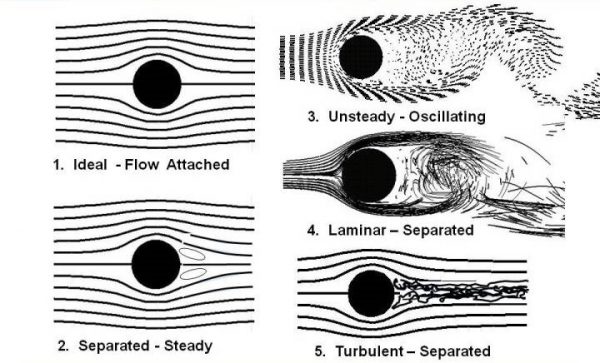 1. Ideal - Flow Attached
2. Separated - Steady
3. Unsteady - Oscillating
4. Laminar – Separated
5. Turbulent – Separated